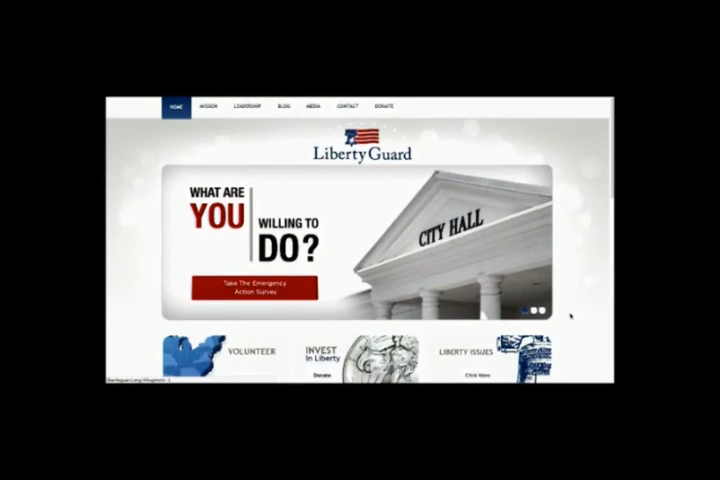 HOME MISSION LEADERSHIP BLOG MEDIA CONTACT DONATE
LibertyGuard
WHAT ARE
YOU
WILLING TO
DO?
CITY HALL
Take The Emergency
Action Survey
VOLUNTEER
INVEST
In Liberty
Donate
LIBERTY ISSUES
Click Here